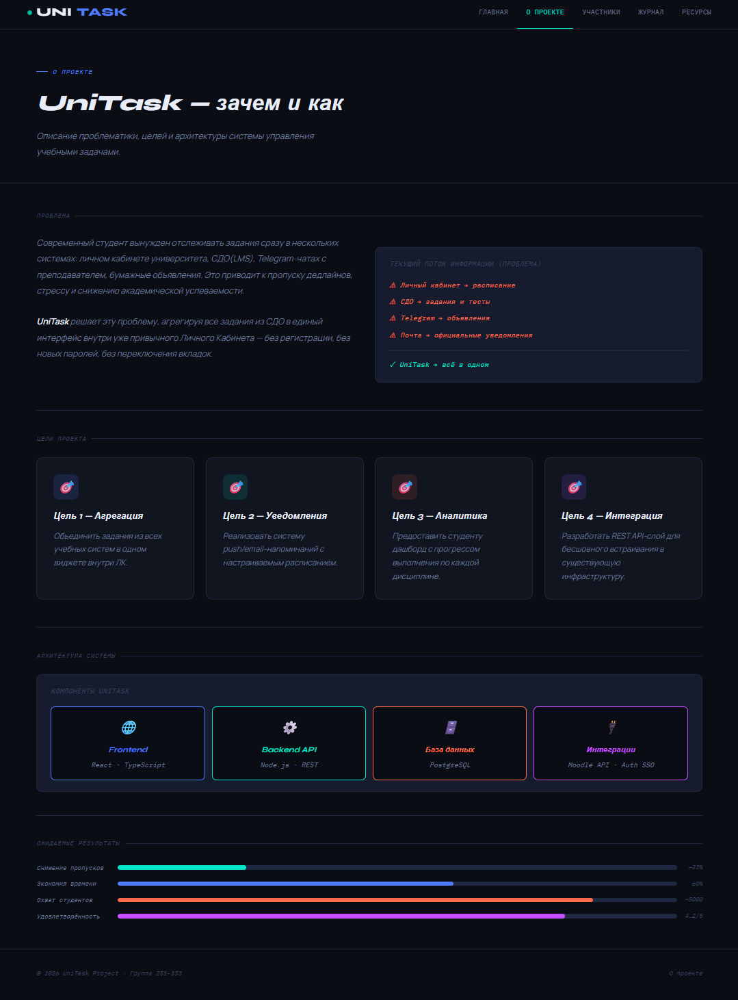 UNI TASK
ГЛАВНАЯ
О ПРОЕКТЕ
УЧАСТНИКИ
ЖУРНАЛ
РЕСУРСЫ
О ПРОЕКТЕ
UniTask — зачем и как
Описание проблематики, целей и архитектуры системы управления
учебными задачами.
ПРОБЛЕМА
Современный студент вынужден отслеживать задания сразу в нескольких
системах: личном кабинете университета, СДО(LMS), Telegram-чатах с
преподавателем, бумажные объявления. Это приводит к пропуску дедлайнов,
стрессу и снижению академической успеваемости.
UniTask решает эту проблему, агрегируя все задания из СДО в единый
интерфейс внутри уже привычного Личного Кабинета — без регистрации, без
новых паролей, без переключения вкладок.
ТЕКУЩИЙ ПОТОК ИНФОРМАЦИИ (ПРОБЛЕМА)
⚠ Личный кабинет → расписание
⚠ СДО → задания и тесты
⚠ Telegram → объявления
⚠ Почта → официальные уведомления
✓ UniTask → всё в одном
ЦЕЛИ ПРОЕКТА
Цель 1 — Агрегация
Объединить задания из всех
учебных систем в одном
виджете внутри ЛК.
Цель 2 — Уведомления
Реализовать систему
push/email-напоминаний с
настраиваемым расписанием.
Цель 3 — Аналитика
Предоставить студенту
дашборд с прогрессом
выполнения по каждой
дисциплине.
Цель 4 — Интеграция
Разработать REST API-слой для
бесшовного встраивания в
существующую
инфраструктуру.
АРХИТЕКТУРА СИСТЕМЫ
КОМПОНЕНТЫ UNITASK
Frontend
React · TypeScript
Backend API
Node.js · REST
База данных
PostgreSQL
Интеграции
Moodle API · Auth SSO
ОЖИДАЕМЫЕ РЕЗУЛЬТАТЫ
Снижение пропусков
~23%
Экономия времени
60%
Охват студентов
~5000
Удовлетворённость
4.2/5
© 2026 UniTask Project · Группа 251-333
О проекте